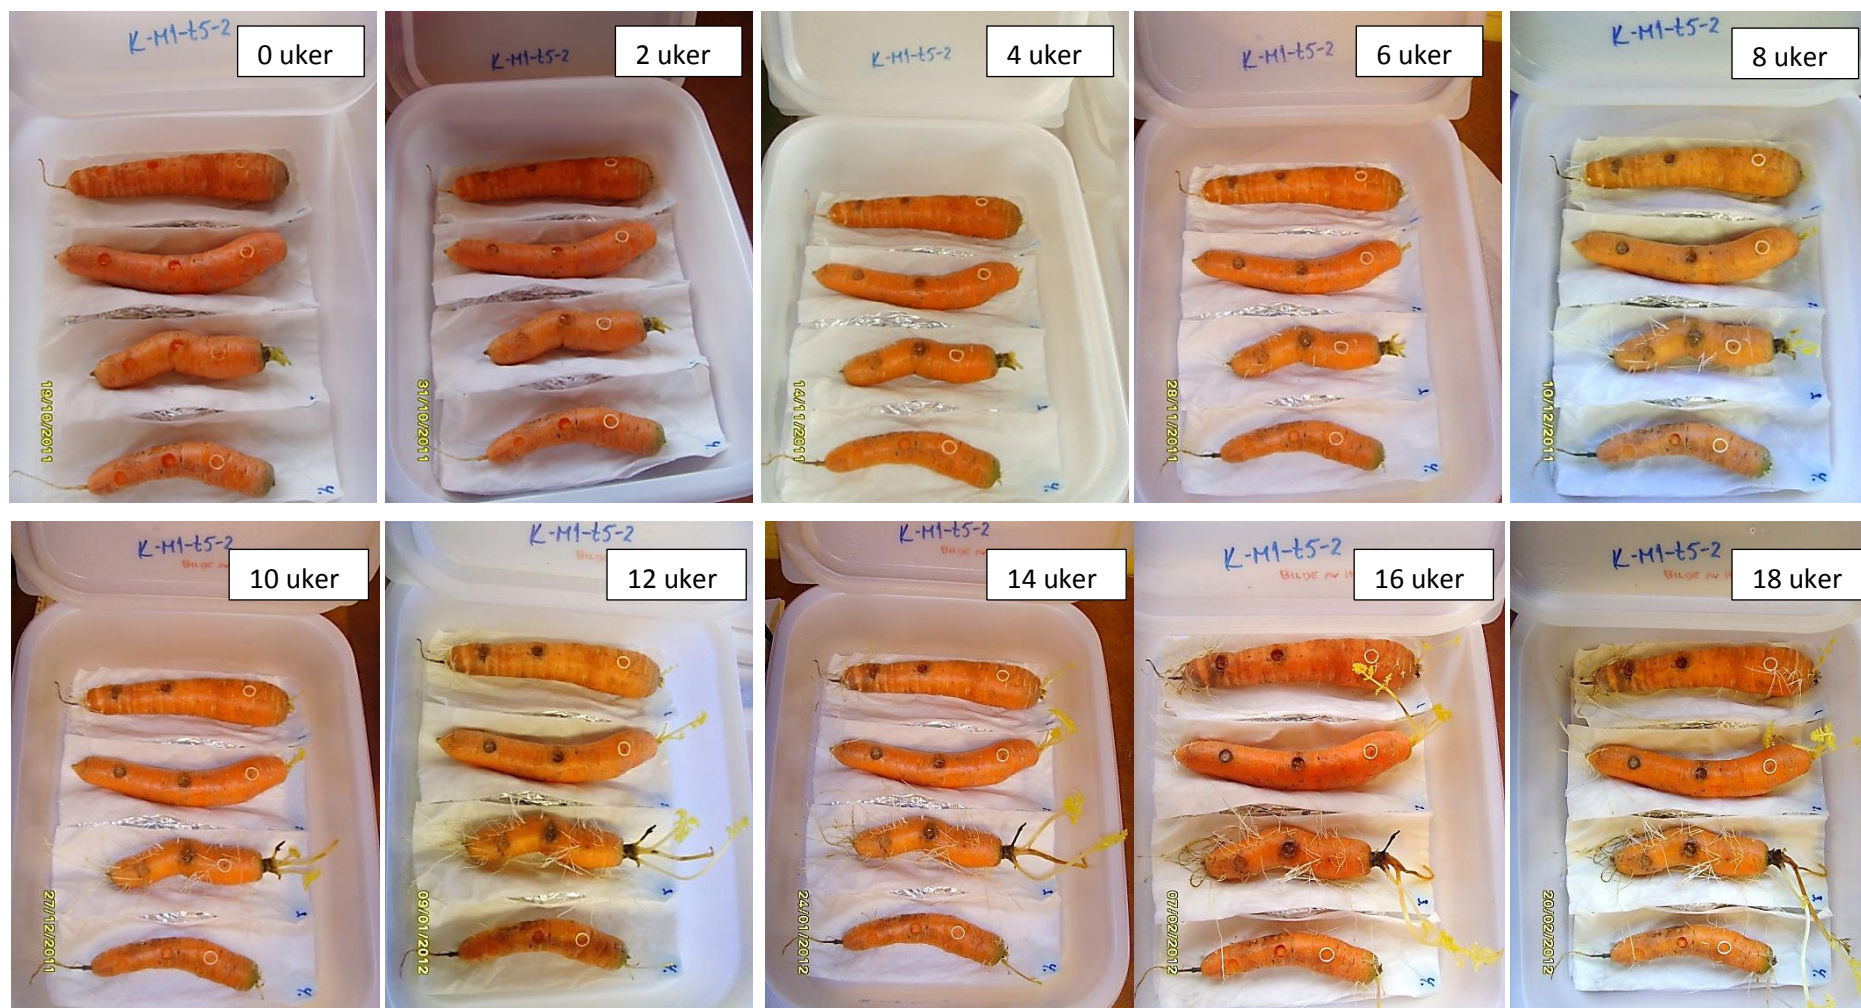 K-M1-t5-2
0 uker
19/10/2011
K-M1-t5-2
2 uker
31/10/2011
K-M1-t5-2
4 uker
14/11/2011
K-M1-t5-2
6 uker
28/11/2011
K-M1-t5-2
8 uker
10/12/2011
K-M1-t5-2
10 uker
27/12/2011
K-M1-t5-2
12 uker
09/01/2012
K-M1-t5-2
14 uker
24/01/2012
K-M1-t5-2
BILDE AV
16 uker
07/02/2012
K-M1-t5-2
BILDE AV
18 uker
20/02/2012